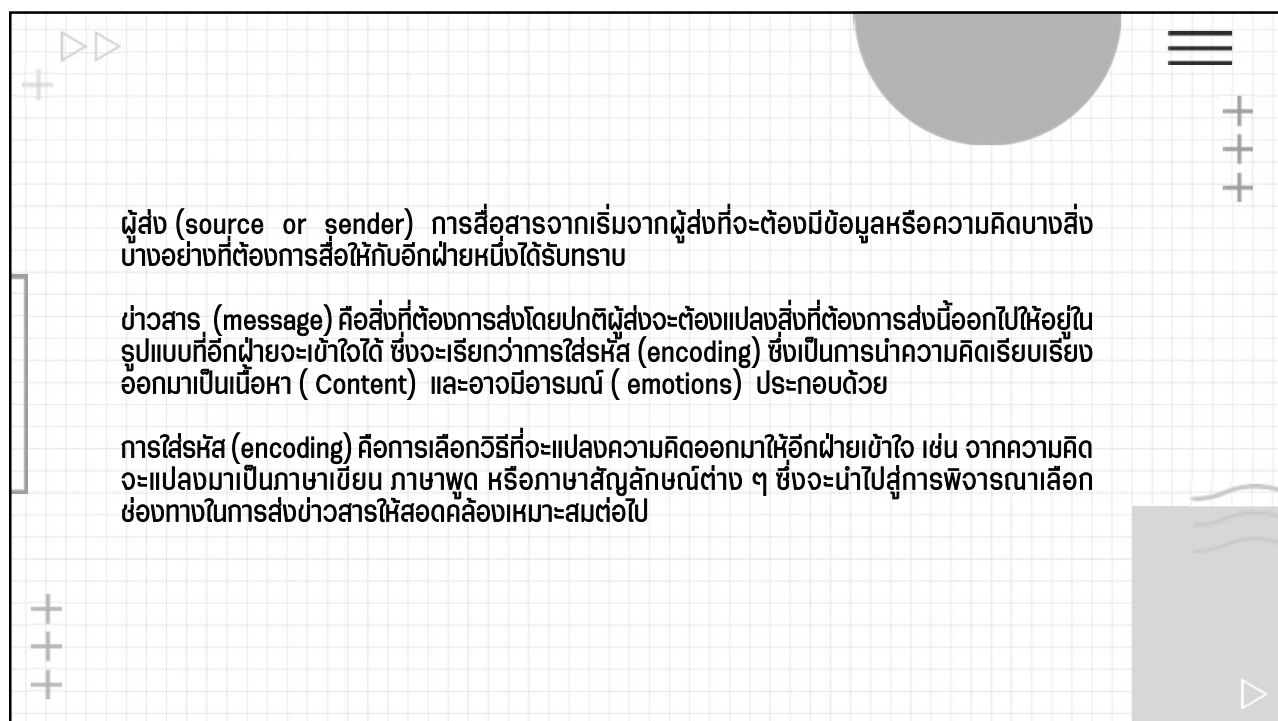 ผู้ส่ง (source or sender) การสื่อสารจากเริ่มจากผู้ส่งที่จะต้องมีข้อมูลหรือความคิดบางสิ่ง
บางอย่างที่ต้องการสื่อให้กับอีกฝ่ายหนึ่งได้รับทราบ
ข่าวสาร (message) คือสิ่งที่ต้องการส่งโดยปกติผู้ส่งจะต้องแปลงสิ่งที่ต้องการส่งนี้ออกไปให้อยู่ใน
รูปแบบที่อีกฝ่ายจะเข้าใจได้ ซึ่งจะเรียกว่าการใส่รหัส (encoding) ซึ่งเป็นการนำความคิดเรียบเรียง
ออกมาเป็นเนื้อหา ( Content) และอาจมีอารมณ์ ( emotions) ประกอบด้วย
การใส่รหัส (encoding) คือการเลือกวิธีที่จะแปลงความคิดออกมาให้อีกฝ่ายเข้าใจ เช่น จากความคิด
จะแปลงมาเป็นภาษาเขียน ภาษาพูด หรือภาษาสัญลักษณ์ต่าง ๆ ซึ่งจะนำไปสู่การพิจารณาเลือก
ช่องทางในการส่งข่าวสารให้สอดคล้องเหมาะสมต่อไป